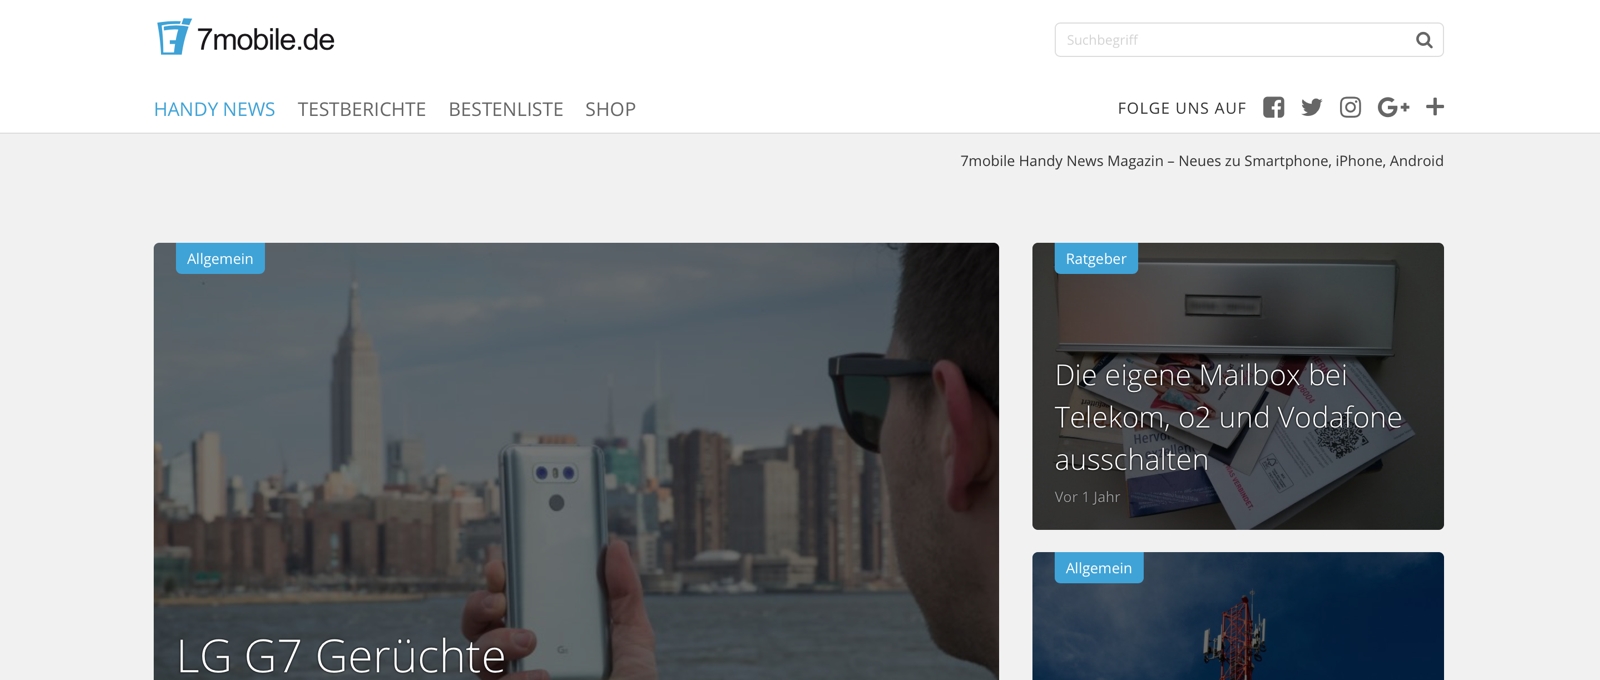 7mobile.de
Suchbegriff
HANDY NEWS TESTBERICHTE BESTENLISTE SHOP
FOLGE UNS AUF
7mobile Handy News Magazin – Neues zu Smartphone, iPhone, Android
Allgemein
LG G7 Gerüchte
Ratgeber
Die eigene Mailbox bei
Telekom, o2 und Vodafone
ausschalten
Vor 1 Jahr
Allgemein